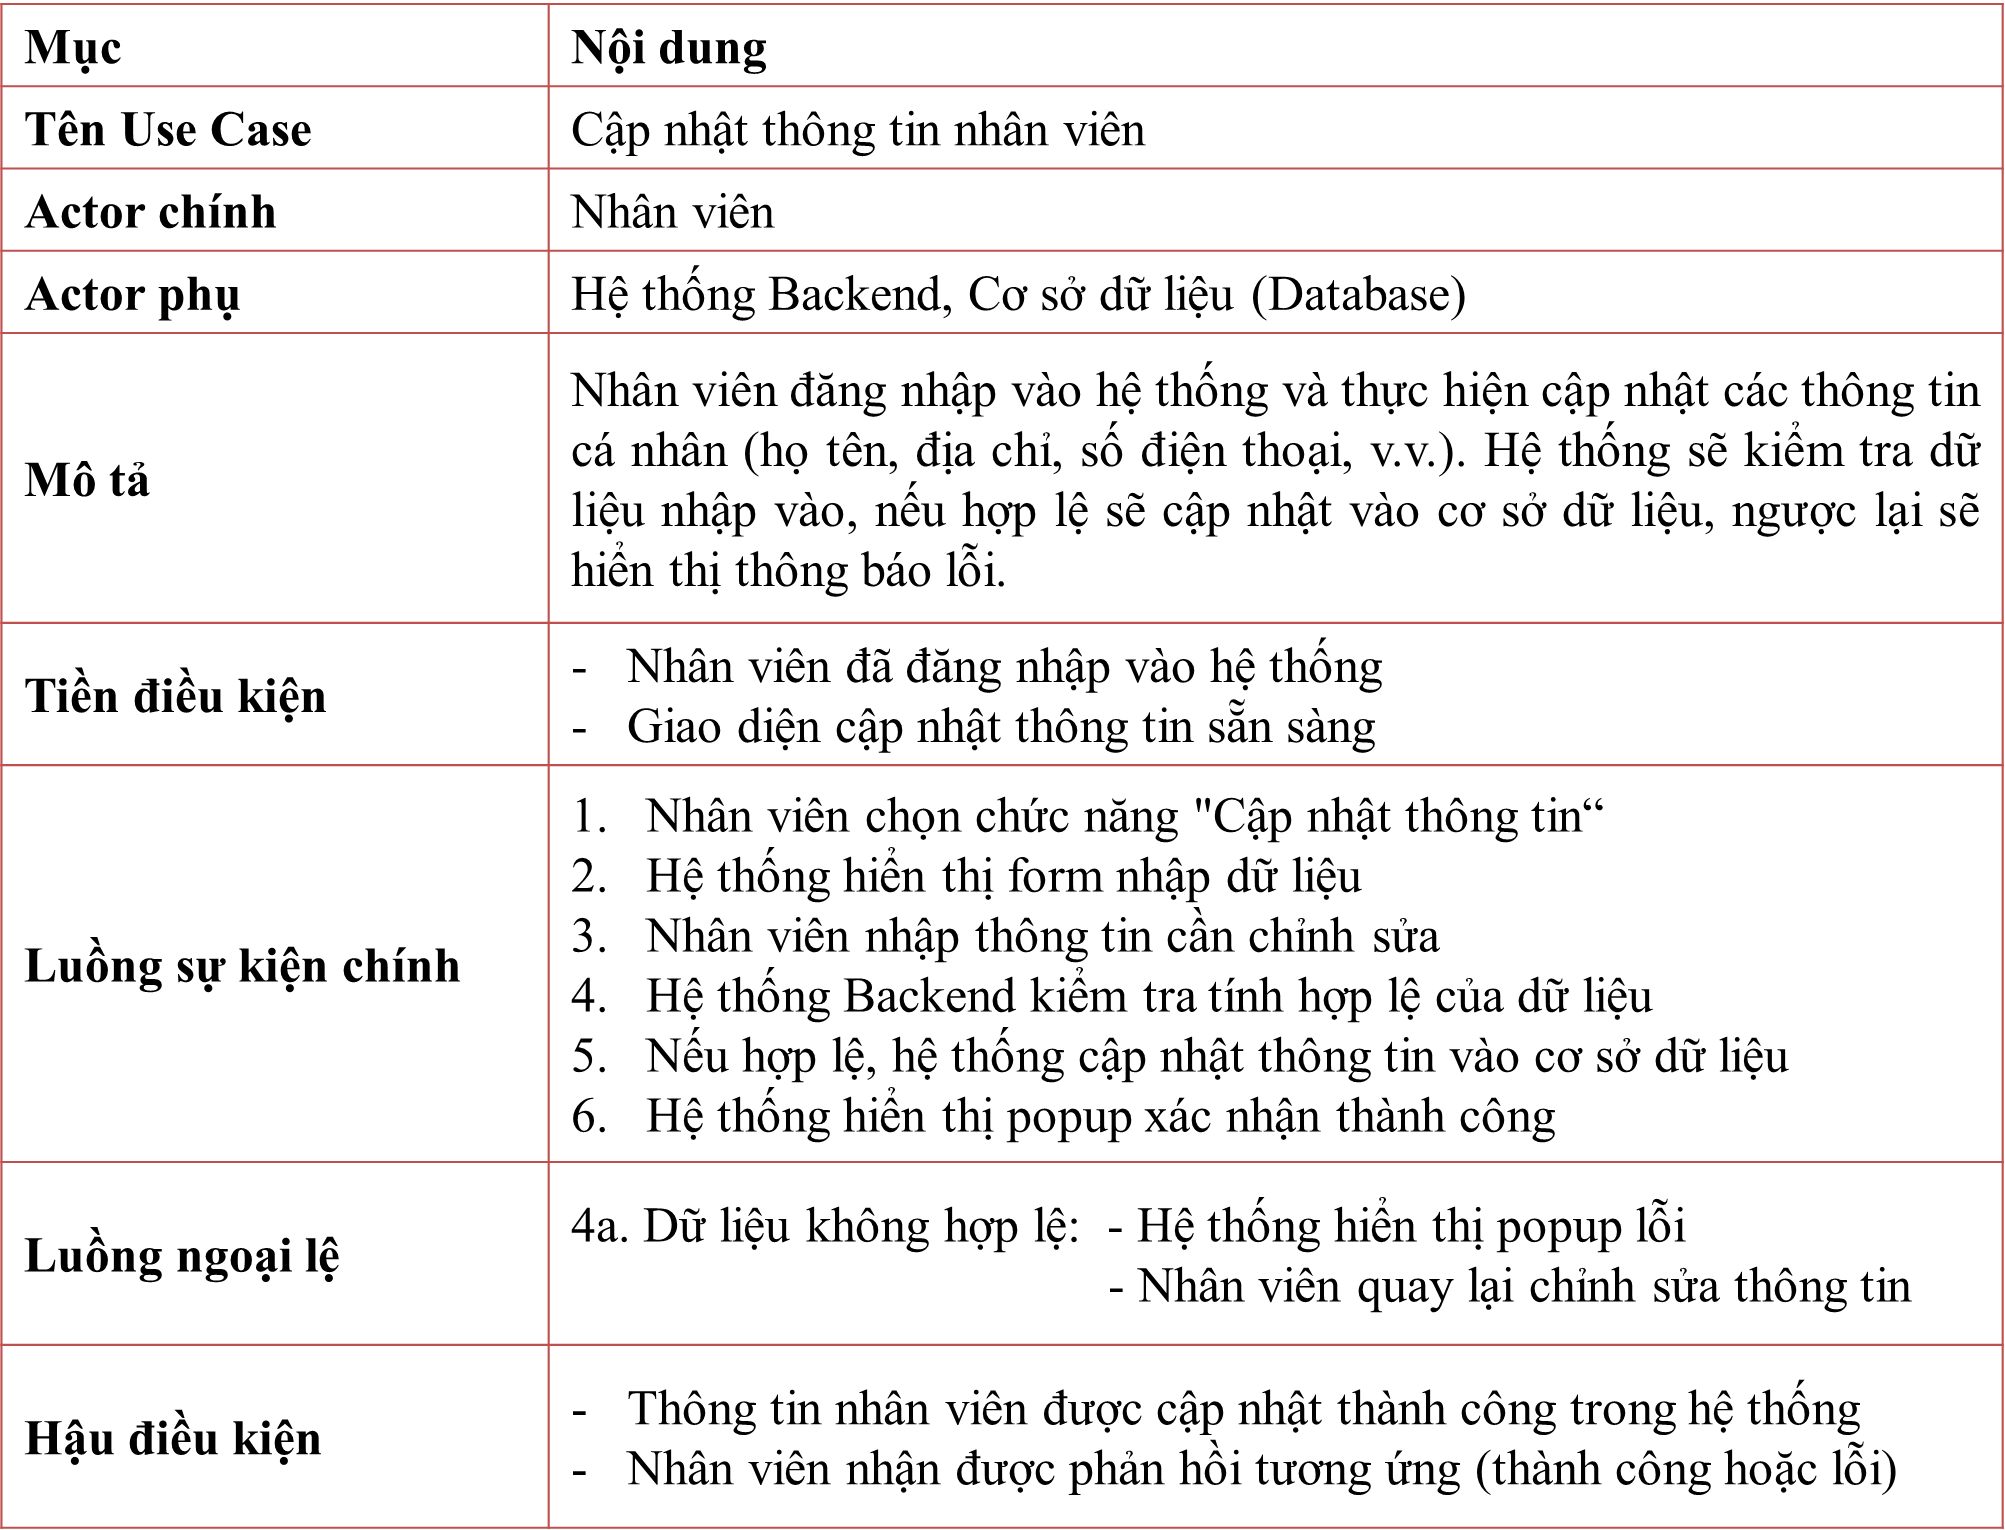 Mục
Nội dung
Tên Use Case
Cập nhật thông tin nhân viên
Actor chính
Nhân viên
Actor phụ
Hệ thống Backend, Cơ sở dữ liệu (Database)
Mô tả
Nhân viên đăng nhập vào hệ thống và thực hiện cập nhật các thông tin
cá nhân (họ tên, địa chỉ, số điện thoại, v.v.). Hệ thống sẽ kiểm tra dữ
liệu nhập vào, nếu hợp lệ sẽ cập nhật vào cơ sở dữ liệu, ngược lại sẽ
hiển thị thông báo lỗi.
Tiền điều kiện
- Nhân viên đã đăng nhập vào hệ thống
- Giao diện cập nhật thông tin sẵn sàng
Luồng sự kiện chính
1. Nhân viên chọn chức năng "Cập nhật thông tin“
2. Hệ thống hiển thị form nhập dữ liệu
3. Nhân viên nhập thông tin cần chỉnh sửa
4. Hệ thống Backend kiểm tra tính hợp lệ của dữ liệu
5. Nếu hợp lệ, hệ thống cập nhật thông tin vào cơ sở dữ liệu
6. Hệ thống hiển thị popup xác nhận thành công
Luồng ngoại lệ
4a. Dữ liệu không hợp lệ: - Hệ thống hiển thị popup lỗi
- Nhân viên quay lại chỉnh sửa thông tin
Hậu điều kiện
- Thông tin nhân viên được cập nhật thành công trong hệ thống
- Nhân viên nhận được phản hồi tương ứng (thành công hoặc lỗi)